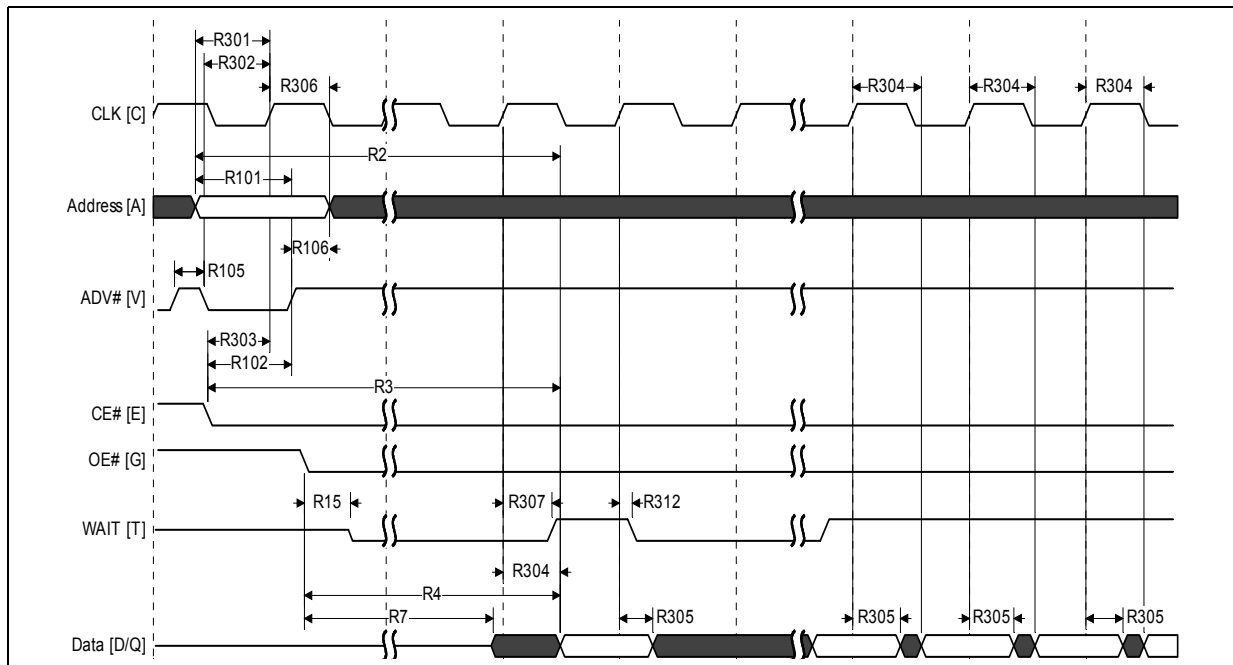 R301
R302
R306
R304
R304
R304
CLK [C]
R2
R101
Address [A]
R106
R105
ADV# [V]
R303
R102
R3
CE# [E]
OE# [G]
R15
R307
R312
WAIT [T]
R304
R4
R7
R305
R305
R305
R305
Data [D/Q]